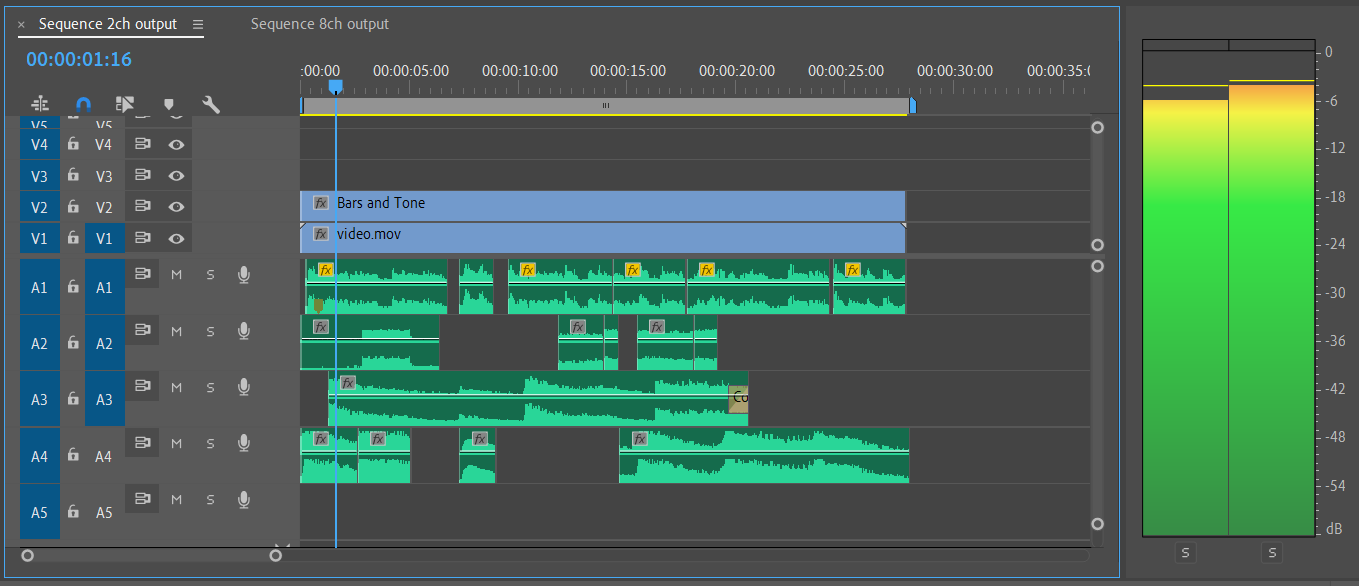 × Sequence 2ch output ≡ Sequence 8ch output
00:00:01:16
:00:00 00:00:05:00 00:00:10:00 00:00:15:00 00:00:20:00 00:00:25:00 00:00:30:00 00:00:35:0
V5 V5
V4 V4
V3 V3
V2 V2 fx Bars and Tone
V1 V1 fx video.mov
A1 A1 M S fx fx fx fx fx
A2 A2 M S fx fx fx
A3 A3 M S fx Co
A4 A4 M S fx fx fx fx
A5 A5 M S
0
-6
-12
-18
-24
-30
-36
-42
-48
-54
dB
S S